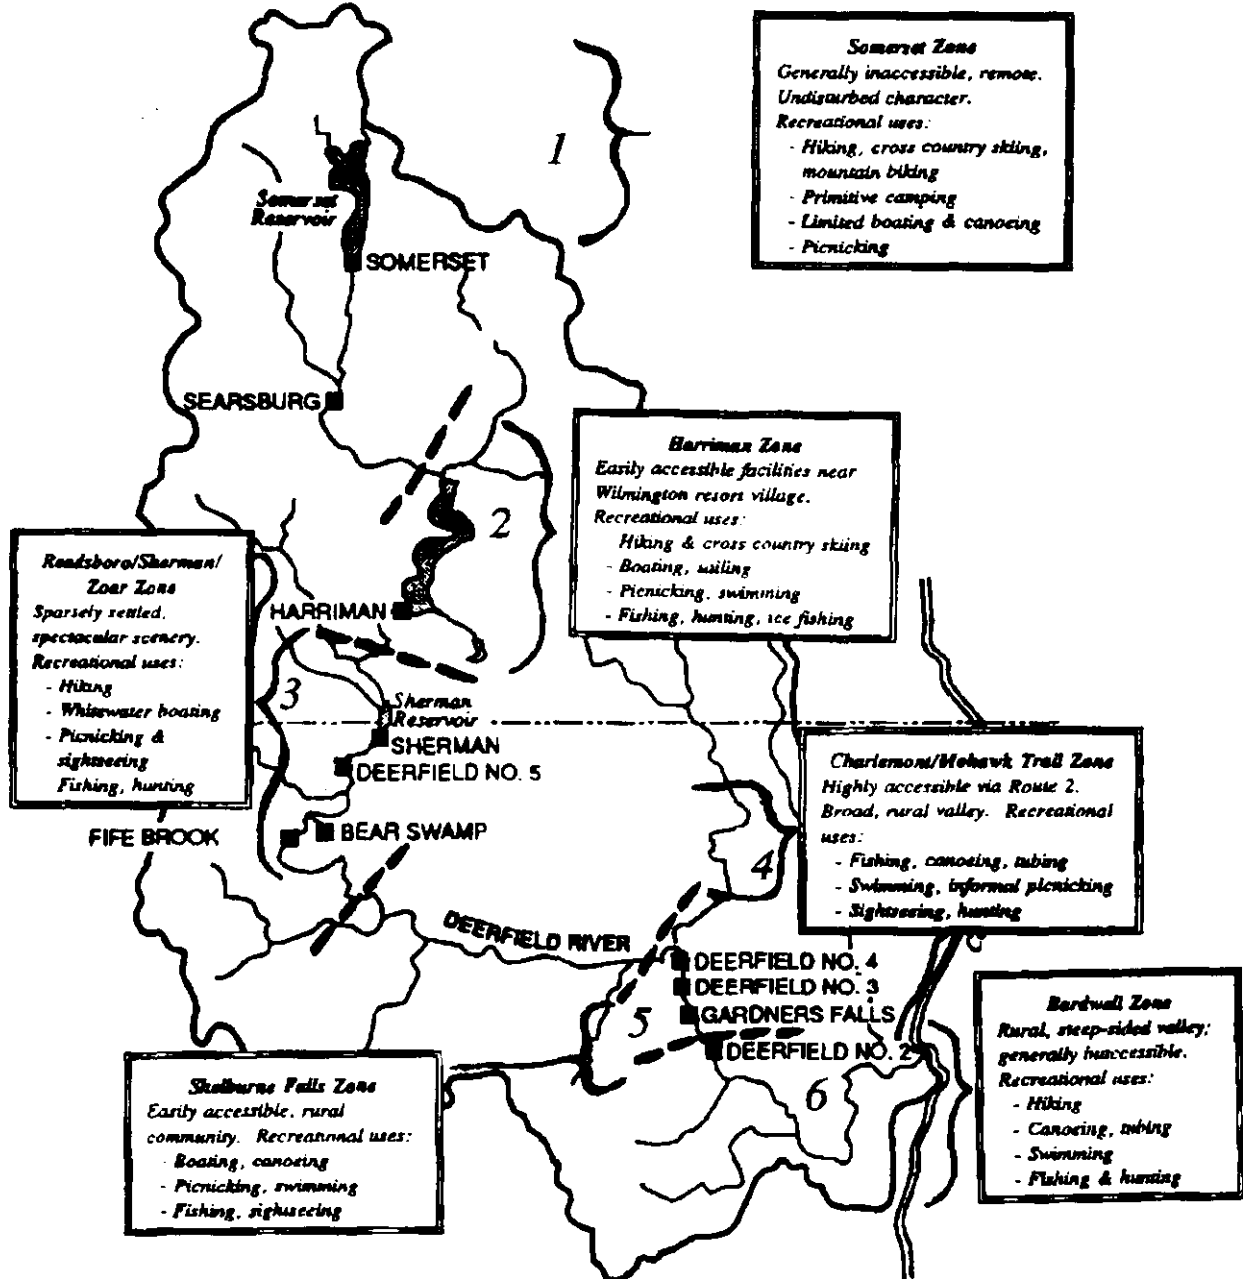 Somerset Zone
Generally inaccessible, remote.
Undisturbed character.
Recreational uses:
- Hiking, cross country skiing,
mountain biking
- Primitive camping
- Limited boating & canoeing
- Picnicking
1
Somerset
Reservoir
SOMERSET
SEARSBURG
Harriman Zone
Easily accessible facilities near
Wilmington resort village.
Recreational uses:
Hiking & cross country skiing
- Boating, sailing
- Picnicking, swimming
- Fishing, hunting, ice fishing
2
HARRIMAN
Readsboro/Sherman/
Zoar Zone
Sparsely settled,
spectacular scenery.
Recreational uses:
- Hiking
- Whitewater boating
- Picnicking &
sightseeing
Fishing, hunting
3
Sherman
Reservoir
SHERMAN
DEERFIELD NO. 5
FIFE BROOK
BEAR SWAMP
Charlemont/Mohawk Trail Zone
Highly accessible via Route 2.
Broad, rural valley. Recreational
uses:
- Fishing, canoeing, tubing
- Swimming, informal picnicking
- Sightseeing, hunting
4
DEERFIELD RIVER
DEERFIELD NO. 4
DEERFIELD NO. 3
GARDNERS FALLS
5
DEERFIELD NO. 2
6
Bardwell Zone
Rural, steep-sided valley;
generally inaccessible.
Recreational uses:
- Hiking
- Canoeing, tubing
- Swimming
- Fishing & hunting
Shelburne Falls Zone
Easily accessible, rural
community. Recreational uses:
Boating, canoeing
- Picnicking, swimming
- Fishing, sightseeing